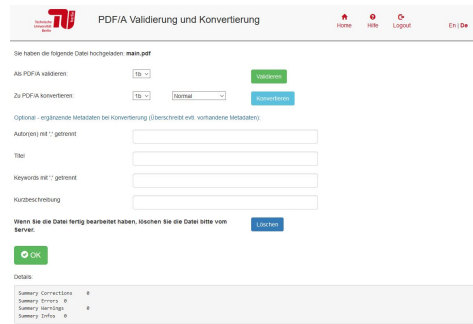 Technische
Universität
Berlin
PDF/A Validierung und Konvertierung
Home
Hilfe
Logout
En | De
Sie haben die folgende Datei hochgeladen: main.pdf
Als PDF/A validieren:
1b
Validieren
Zu PDF/A konvertieren:
1b
Normal
Konvertieren
Optional - ergänzende Metadaten bei Konvertierung (Überschreibt evtl. vorhandene Metadaten):
Autor(en) mit ';' getrennt
Titel
Keywords mit ';' getrennt
Kurzbeschreibung
Wenn Sie die Datei fertig bearbeitet haben, löschen Sie die Datei bitte vom
Server.
Löschen
OK
Details:
Summary Corrections 0
Summary Errors 0
Summary Warnings 0
Summary Infos 0